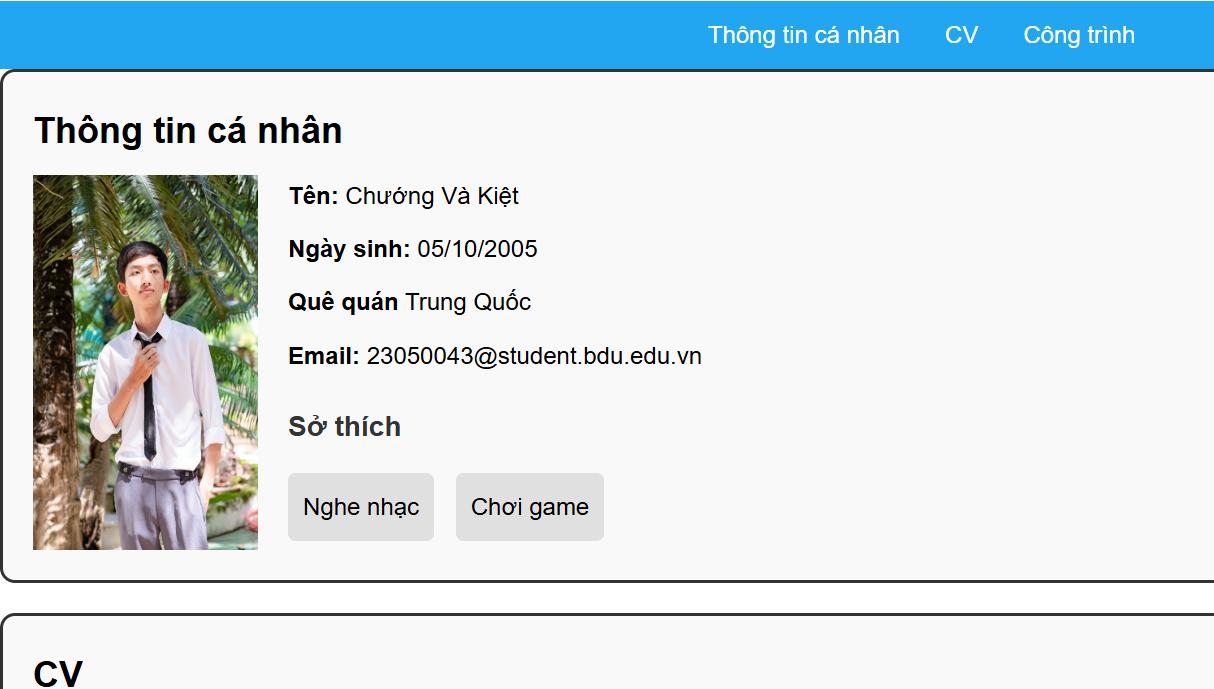 Thông tin cá nhân CV Công trình
Thông tin cá nhân
Tên: Chướng Và Kiệt
Ngày sinh: 05/10/2005
Quê quán Trung Quốc
Email: 23050043@student.bdu.edu.vn
Sở thích
Nghe nhạc Chơi game
CV